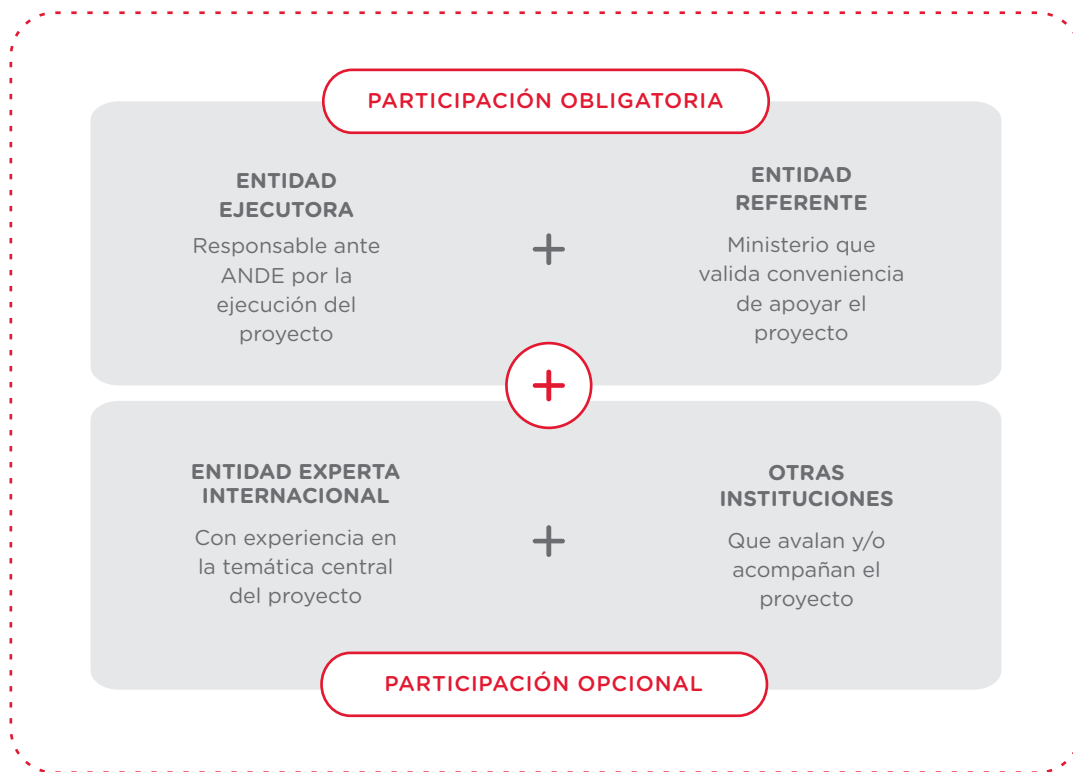 PARTICIPACIÓN OBLIGATORIA
ENTIDAD
EJECUTORA
Responsable ante
ANDE por la
ejecución del
proyecto
+
ENTIDAD
REFERENTE
Ministerio que
valida conveniencia
de apoyar el
proyecto
+
ENTIDAD EXPERTA
INTERNACIONAL
Con experiencia en
la temática central
del proyecto
+
OTRAS
INSTITUCIONES
Que avalan y/o
acompañan el
proyecto
PARTICIPACIÓN OPCIONAL